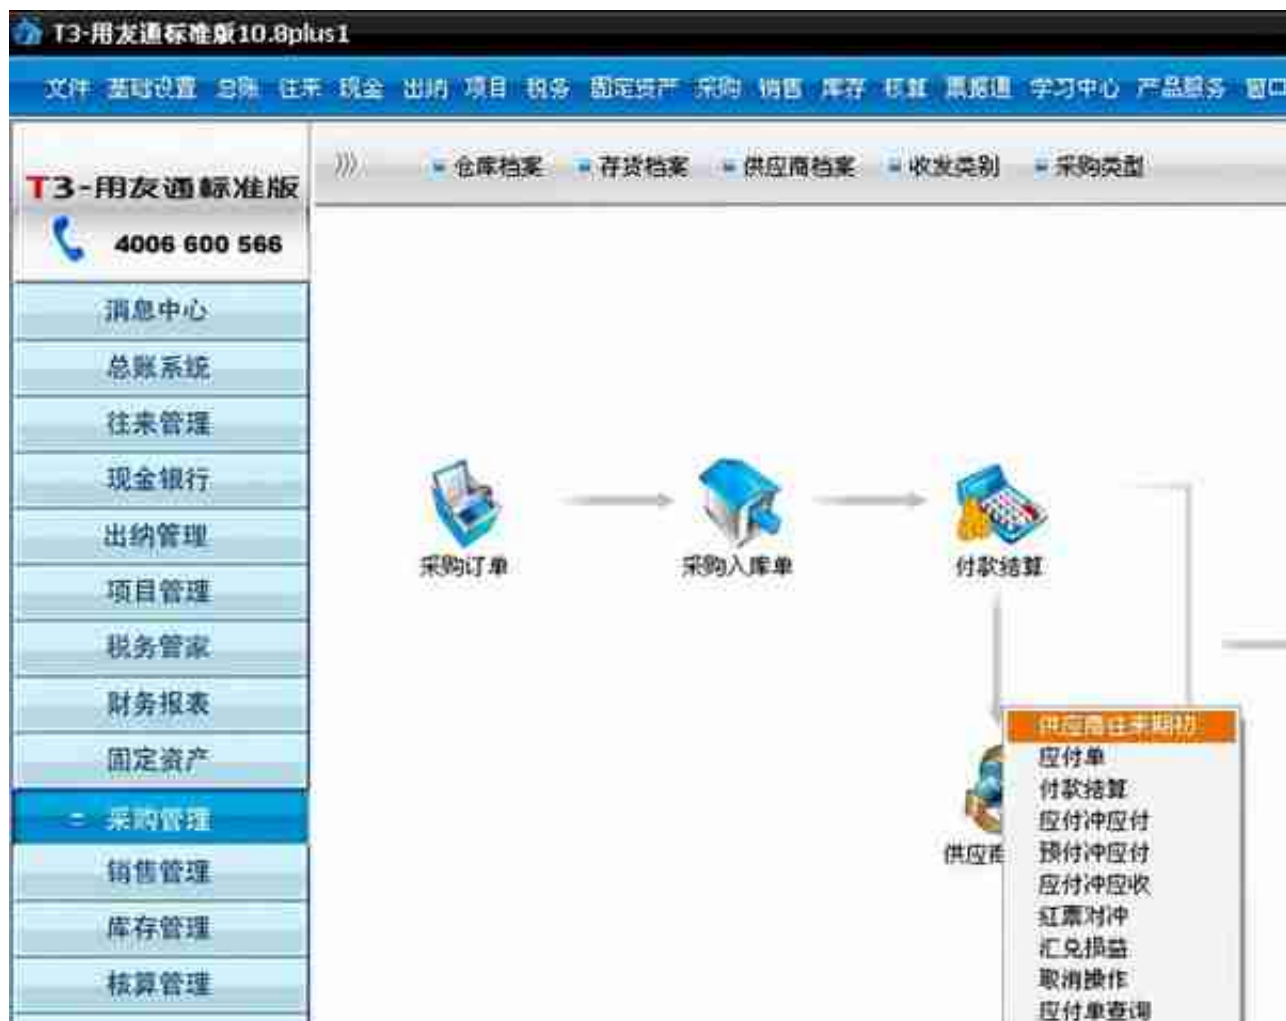 T3-用友通标准版10.8plus1
文件 基础设置 总账 往来 现金 出纳 项目 税务 固定资产 采购 销售 库存 核算 票据通 学习中心 产品服务 窗口
T3-用友通标准版
4006 600 566
仓库档案 存货档案 供应商档案 收发类别 采购类型
消息中心
总账系统
往来管理
现金银行
出纳管理
项目管理
税务管家
财务报表
固定资产
采购管理
销售管理
库存管理
核算管理
采购订单 采购入库单 付款结算
供应商
供应商往来期初
应付单
付款结算
应付冲应付
预付冲应付
应付冲应收
红票对冲
汇兑损益
取消操作
应付单查询